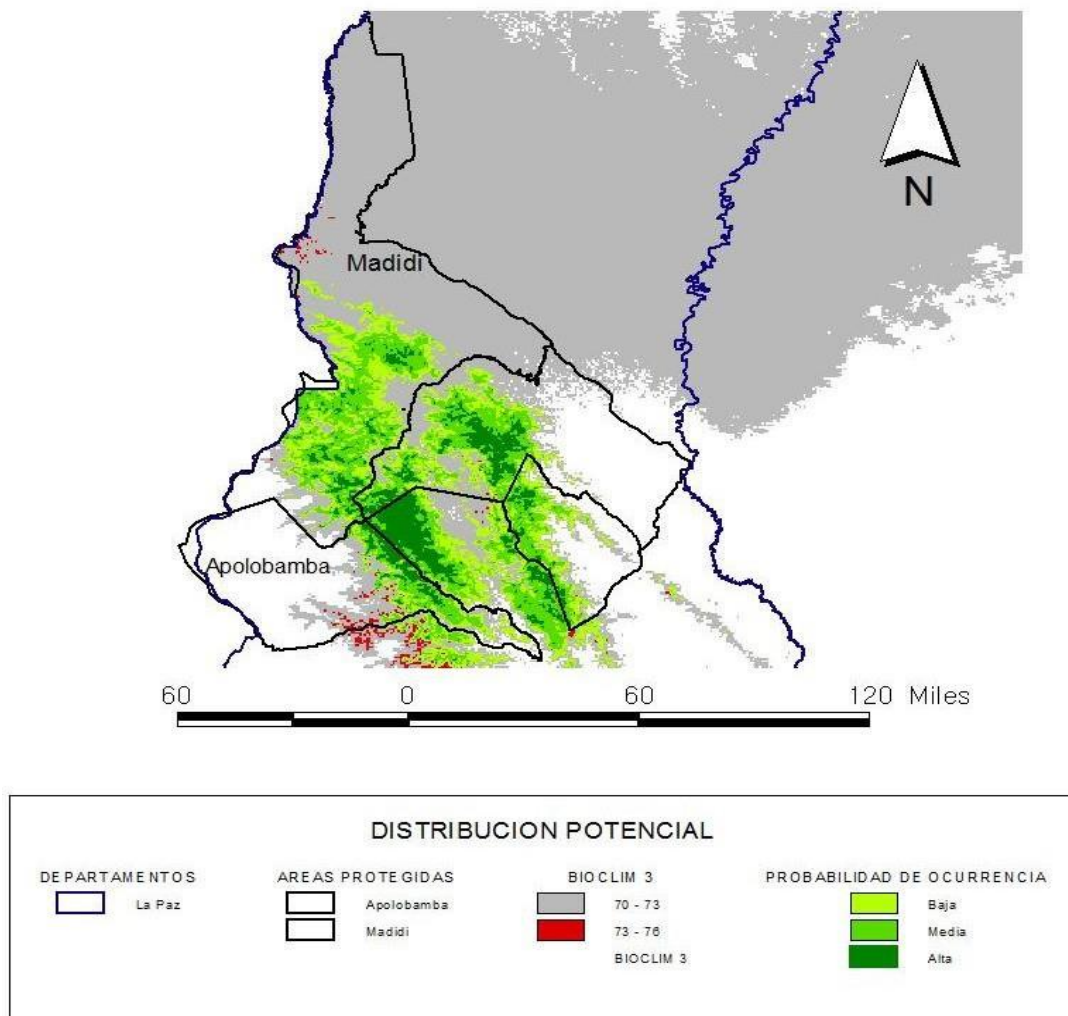 N
Madidi
Apolobamba
60 0 60 120 Miles
DISTRIBUCION POTENCIAL
DEPARTAMENTOS
La Paz
AREAS PROTEGIDAS
Apolobamba
Madidi
BIOCLIM 3
70 - 73
73 - 76
BIOCLIM 3
PROBABILIDAD DE OCURRENCIA
Baja
Media
Alta